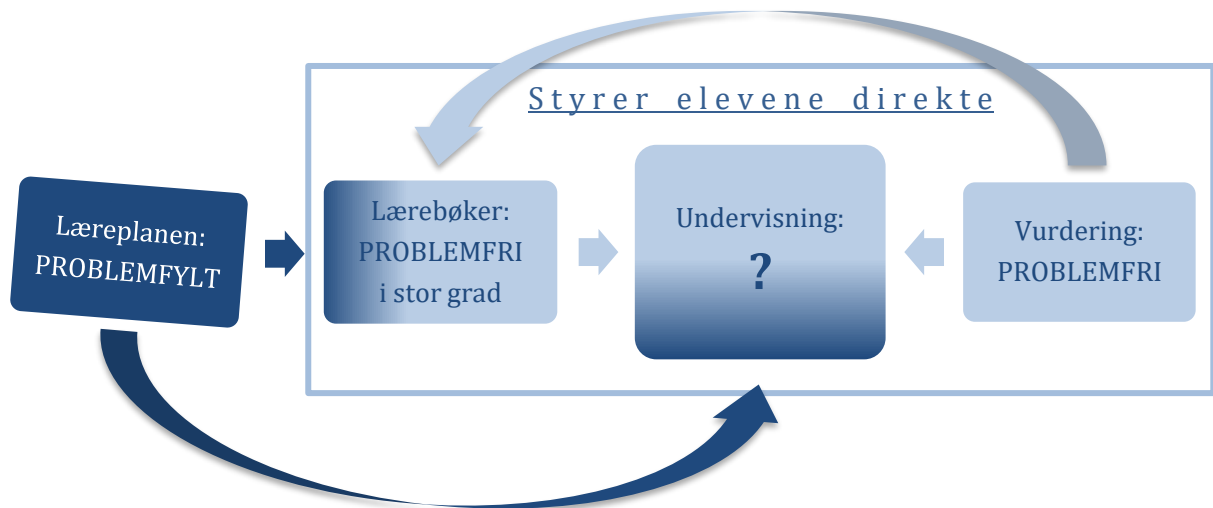 Styrer elevene direkte
Læreplanen:
PROBLEMFYLT
Lærebøker:
PROBLEMFRI
i stor grad
Undervisning:
?
Vurdering:
PROBLEMFRI